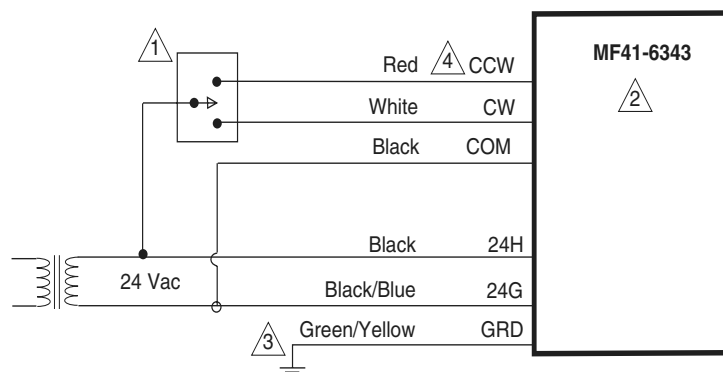 1
Red 4 CCW
MF41-6343
2
White CW
Black COM
Black 24H
24 Vac
Black/Blue 24G
3 Green/Yellow GRD